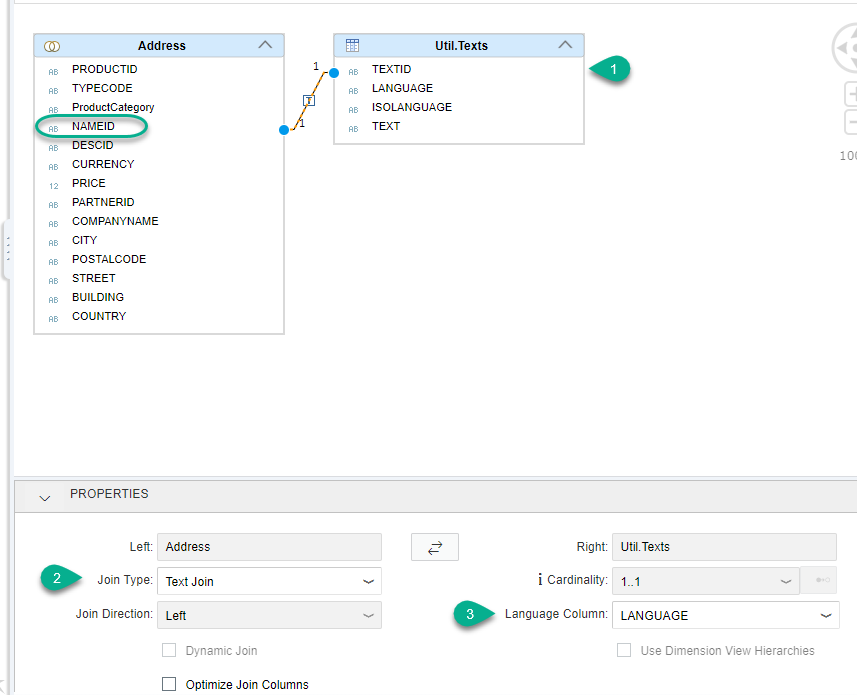 Address
AB PRODUCTID
AB TYPECODE
AB ProductCategory
AB NAMEID
AB DESCID
AB CURRENCY
12 PRICE
AB PARTNERID
AB COMPANYNAME
AB CITY
AB POSTALCODE
AB STREET
AB BUILDING
AB COUNTRY
1
T
1
Util.Texts
AB TEXTID
AB LANGUAGE
AB ISOLANGUAGE
AB TEXT
1
100
PROPERTIES
Left: Address
Right: Util.Texts
2 Join Type: Text Join
i Cardinality: 1..1
Join Direction: Left
3 Language Column: LANGUAGE
Dynamic Join
Use Dimension View Hierarchies
Optimize Join Columns